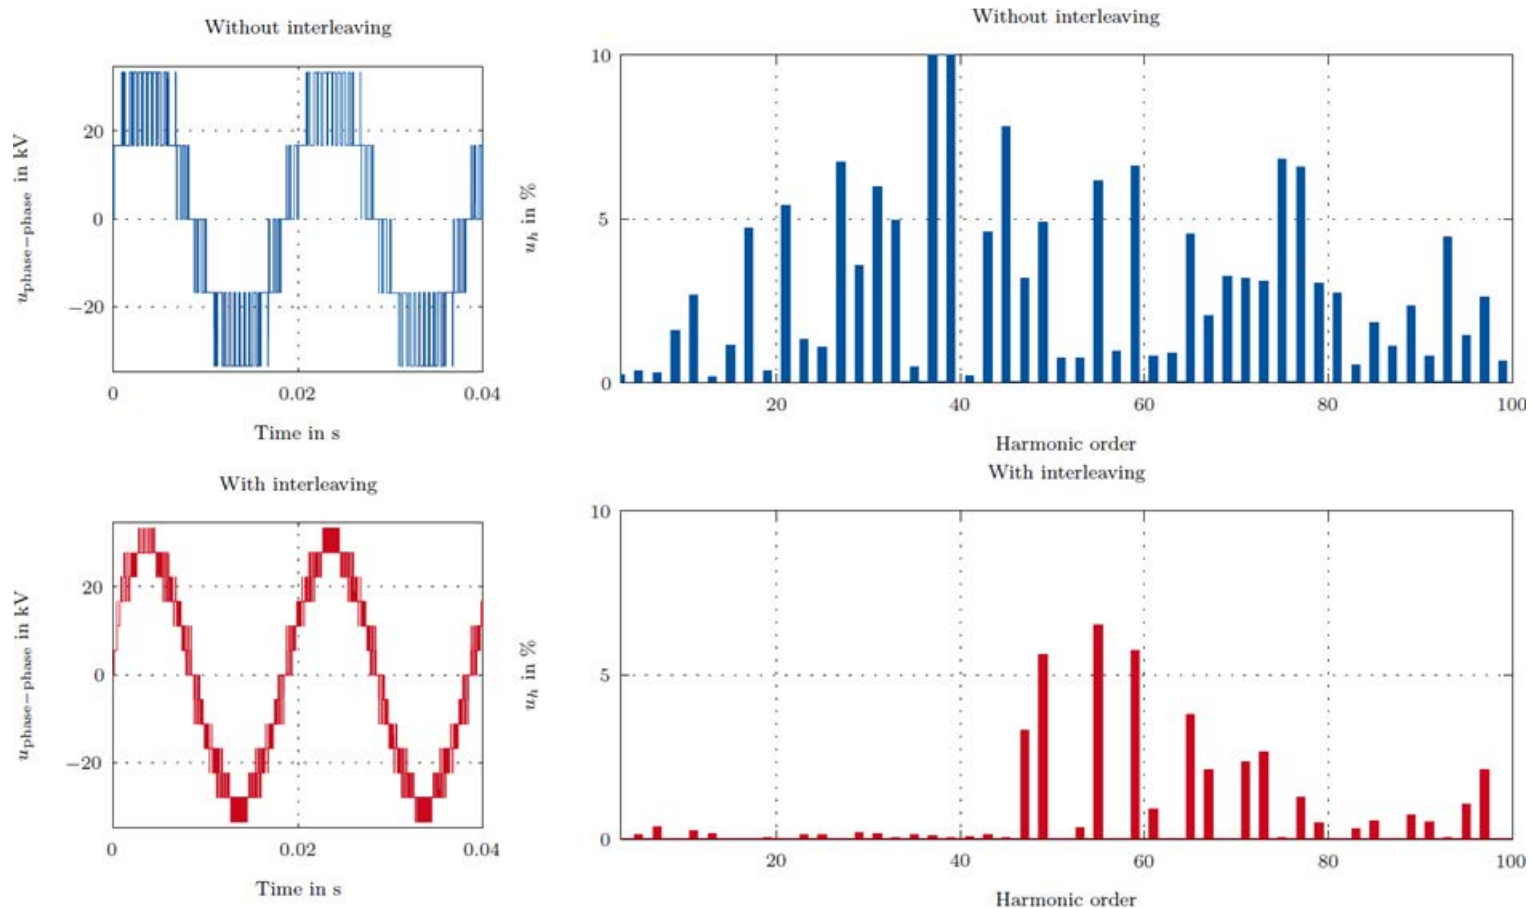 Without interleaving
u_phase−phase in kV
20
0
−20
0
0.02
0.04
Time in s
Without interleaving
u_h in %
10
5
0
20
40
60
80
100
Harmonic order
With interleaving
u_phase−phase in kV
20
0
−20
0
0.02
0.04
Time in s
With interleaving
u_h in %
10
5
0
20
40
60
80
100
Harmonic order